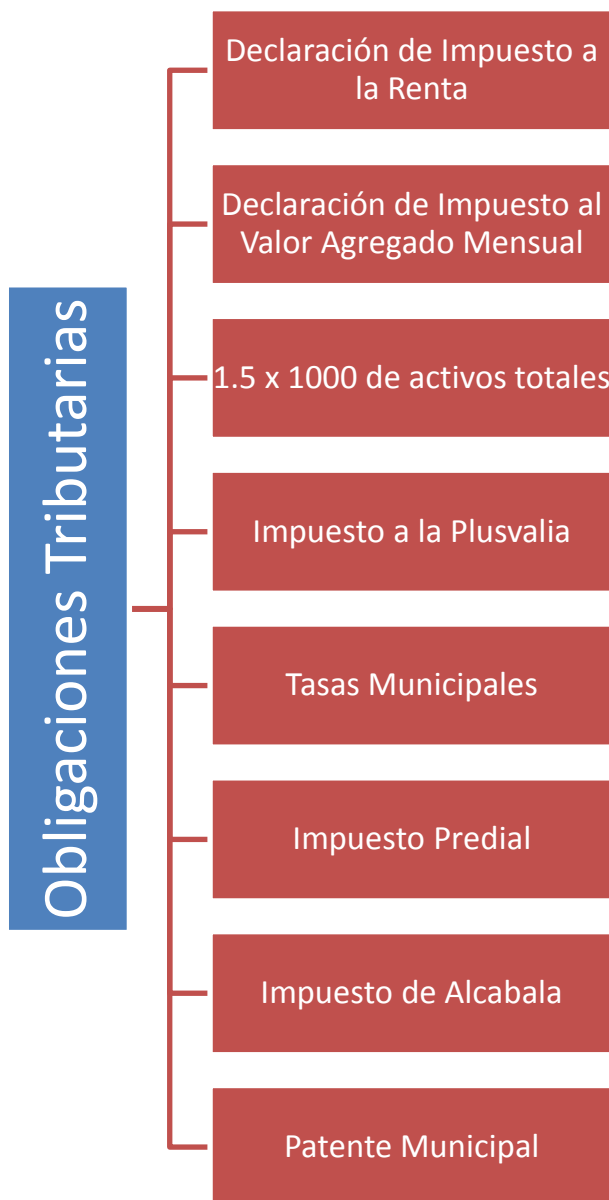 Obligaciones Tributarias
Declaración de Impuesto a
la Renta
Declaración de Impuesto al
Valor Agregado Mensual
1.5 x 1000 de activos totales
Impuesto a la Plusvalia
Tasas Municipales
Impuesto Predial
Impuesto de Alcabala
Patente Municipal